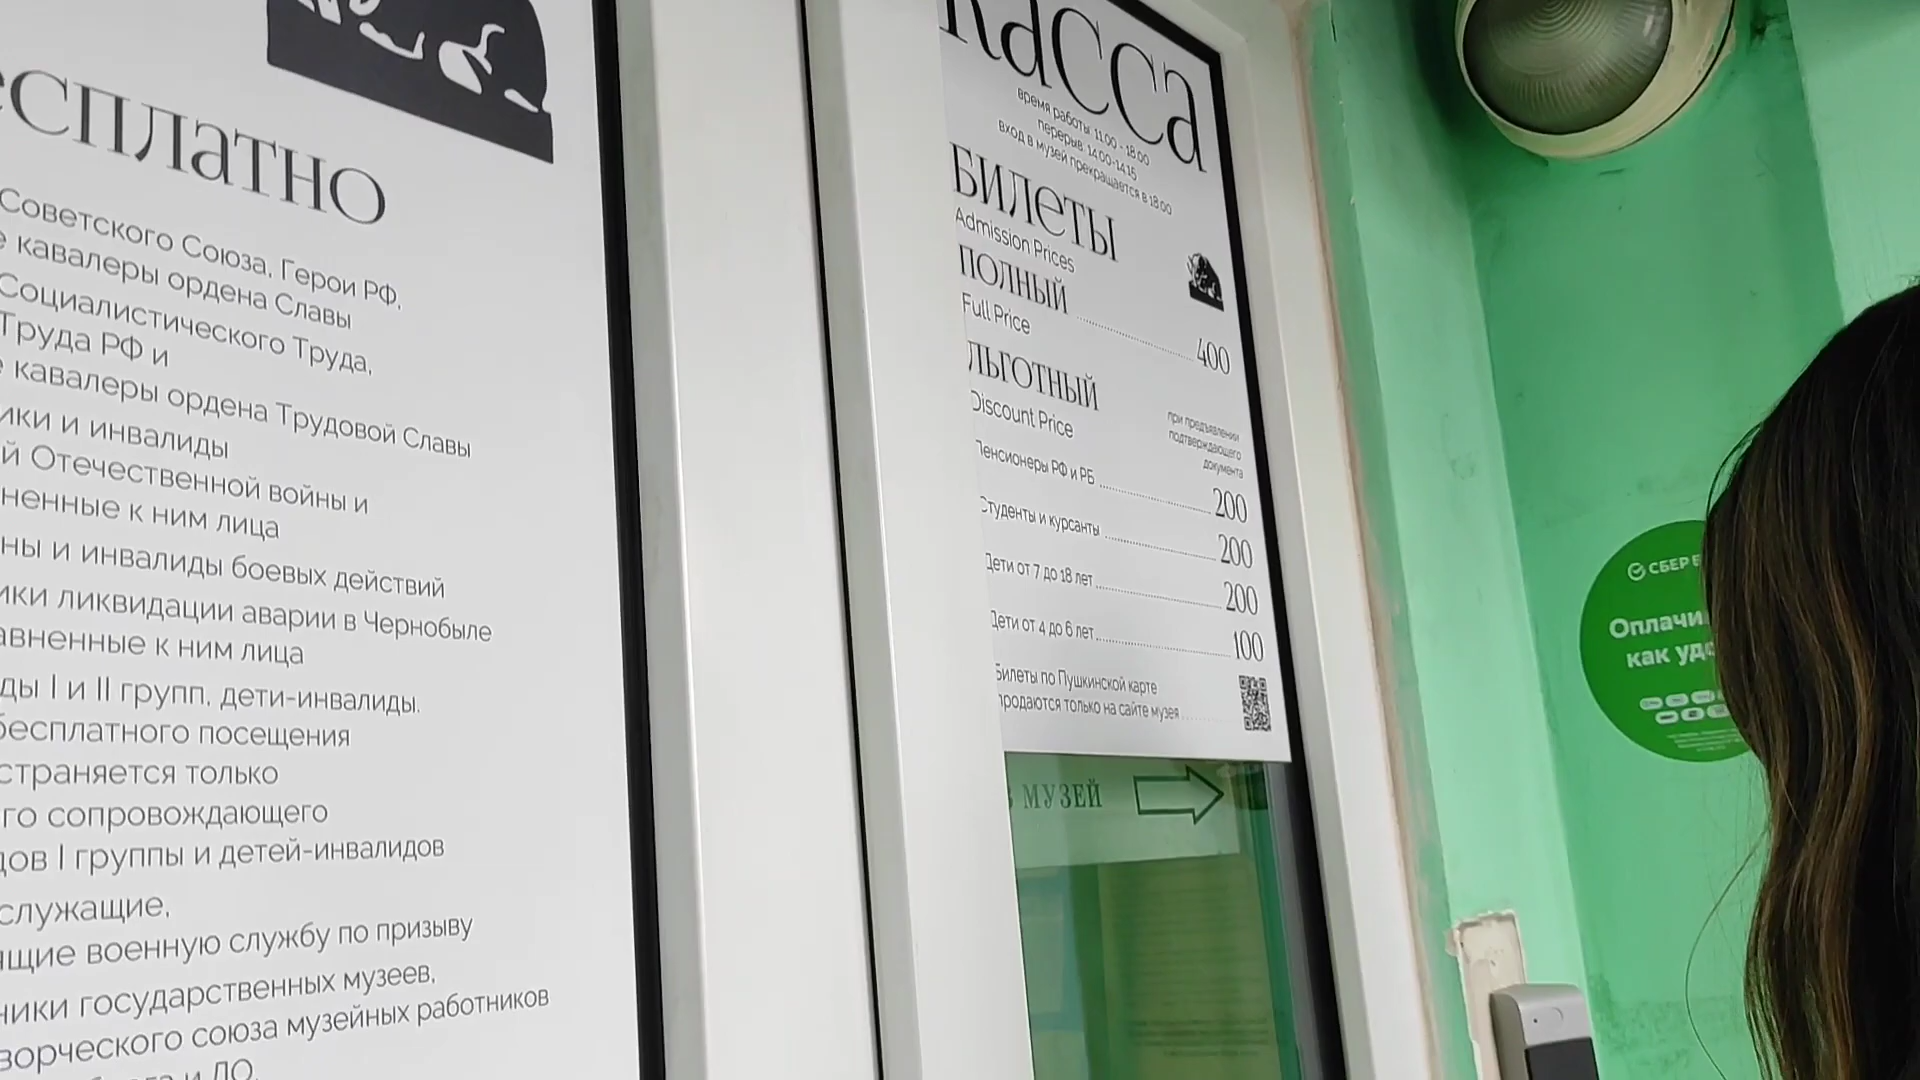 есплатно
Советского Союза, Герои РФ,
е кавалеры ордена Славы
Социалистического Труда,
Труда РФ и
е кавалеры ордена Трудовой Славы
ики и инвалиды
й Отечественной войны и
ненные к ним лица
ны и инвалиды боевых действий
ики ликвидации аварии в Чернобыле
авненные к ним лица
ды I и II групп, дети-инвалиды.
бесплатного посещения
страняется только
го сопровождающего
дов I группы и детей-инвалидов
служащие,
ящие военную службу по призыву
ники государственных музеев,
ворческого союза музейных работников
и ЛО.
Касса
время работы: 11:00 - 18:00
перерыв: 14:00-14:15
вход в музей прекращается в 18:00
Билеты
Admission Prices
полный
Full Price
400
льготный
Discount Price
при предъявлении
подтверждающего
документа
Пенсионеры РФ и РБ 200
Студенты и курсанты 200
Дети от 7 до 18 лет 200
Дети от 4 до 6 лет 100
Билеты по Пушкинской карте
продаются только на сайте музея
В МУЗЕЙ
СБЕР
Оплачи
как удо